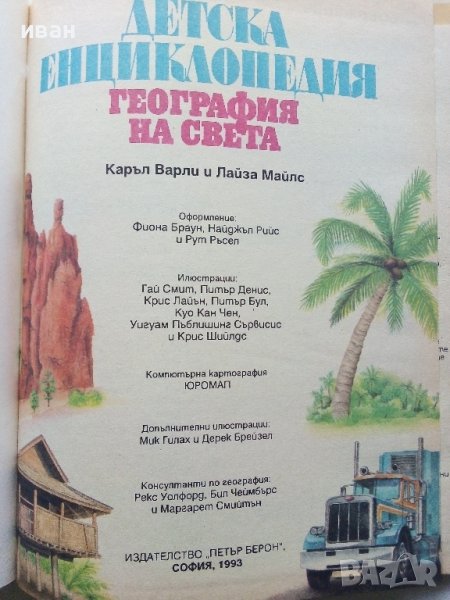 иван
ДЕТСКА
ЕНЦИКЛОПЕДИЯ
ГЕОГРАФИЯ
НА СВЕТА
Каръл Варли и Лайза Майлс
Оформление:
Фиона Браун, Найджъл Рийс
и Рут Ръсел
Илюстрации:
Гай Смит, Питър Денис,
Крис Лайън, Питър Бул,
Куо Кан Чен,
Уигуам Пъблишинг Сървисис
и Крис Шийлдс
Компютърна картография
ЮРОМАП
Допълнителни илюстрации:
Мик Гилах и Дерек Брейзел
Консултанти по география:
Рекс Уолфорд, Бил Чеймбърс
и Маргарет Смийтън
ИЗДАТЕЛСТВО „ПЕТЪР БЕРОН",
СОФИЯ, 1993
BAZAR